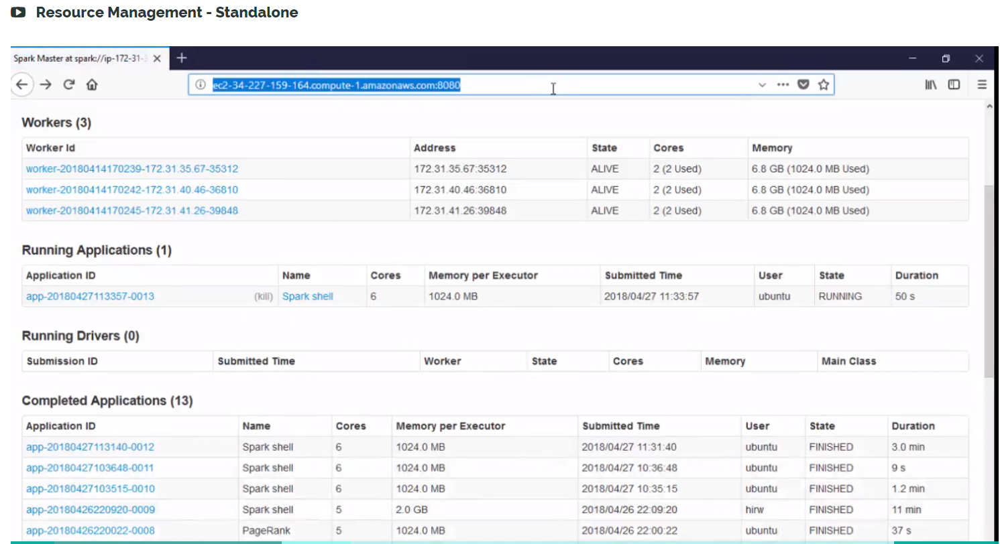 Resource Management - Standalone
Spark Master at spark://ip-172-31-
ec2-34-227-159-164.compute-1.amazonaws.com:8080
Workers (3)
Worker Id Address State Cores Memory
worker-20180414170239-172.31.35.67-35312 172.31.35.67:35312 ALIVE 2 (2 Used) 6.8 GB (1024.0 MB Used)
worker-20180414170242-172.31.40.46-36810 172.31.40.46:36810 ALIVE 2 (2 Used) 6.8 GB (1024.0 MB Used)
worker-20180414170245-172.31.41.26-39848 172.31.41.26:39848 ALIVE 2 (2 Used) 6.8 GB (1024.0 MB Used)
Running Applications (1)
Application ID Name Cores Memory per Executor Submitted Time User State Duration
app-20180427113357-0013 (kill) Spark shell 6 1024.0 MB 2018/04/27 11:33:57 ubuntu RUNNING 50 s
Running Drivers (0)
Submission ID Submitted Time Worker State Cores Memory Main Class
Completed Applications (13)
Application ID Name Cores Memory per Executor Submitted Time User State Duration
app-20180427113140-0012 Spark shell 6 1024.0 MB 2018/04/27 11:31:40 ubuntu FINISHED 3.0 min
app-20180427103648-0011 Spark shell 6 1024.0 MB 2018/04/27 10:36:48 ubuntu FINISHED 9 s
app-20180427103515-0010 Spark shell 6 1024.0 MB 2018/04/27 10:35:15 ubuntu FINISHED 1.2 min
app-20180426220920-0009 Spark shell 5 2.0 GB 2018/04/26 22:09:20 hirw FINISHED 11 min
app-20180426220022-0008 PageRank 5 1024.0 MB 2018/04/26 22:00:22 ubuntu FINISHED 37 s